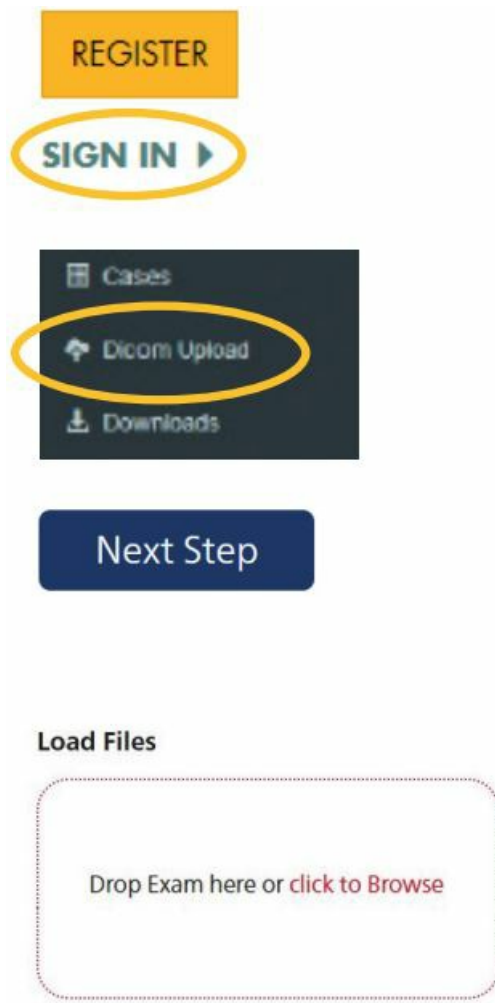 REGISTER
SIGN IN
Cases
Dicom Upload
Downloads
Next Step
Load Files
Drop Exam here or click to Browse